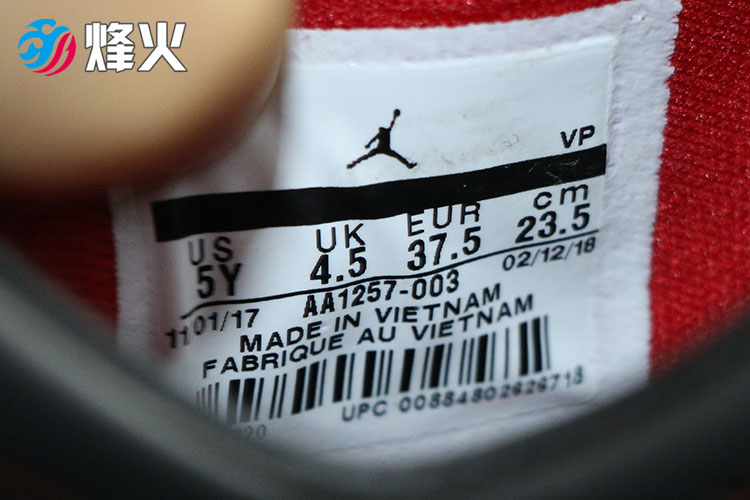 烽火
VP
US UK EUR cm
5Y 4.5 37.5 23.5
11/01/17 02/12/18
AA1257-003
MADE IN VIETNAM
FABRIQUE AU VIETNAM
UPC 00884802626718